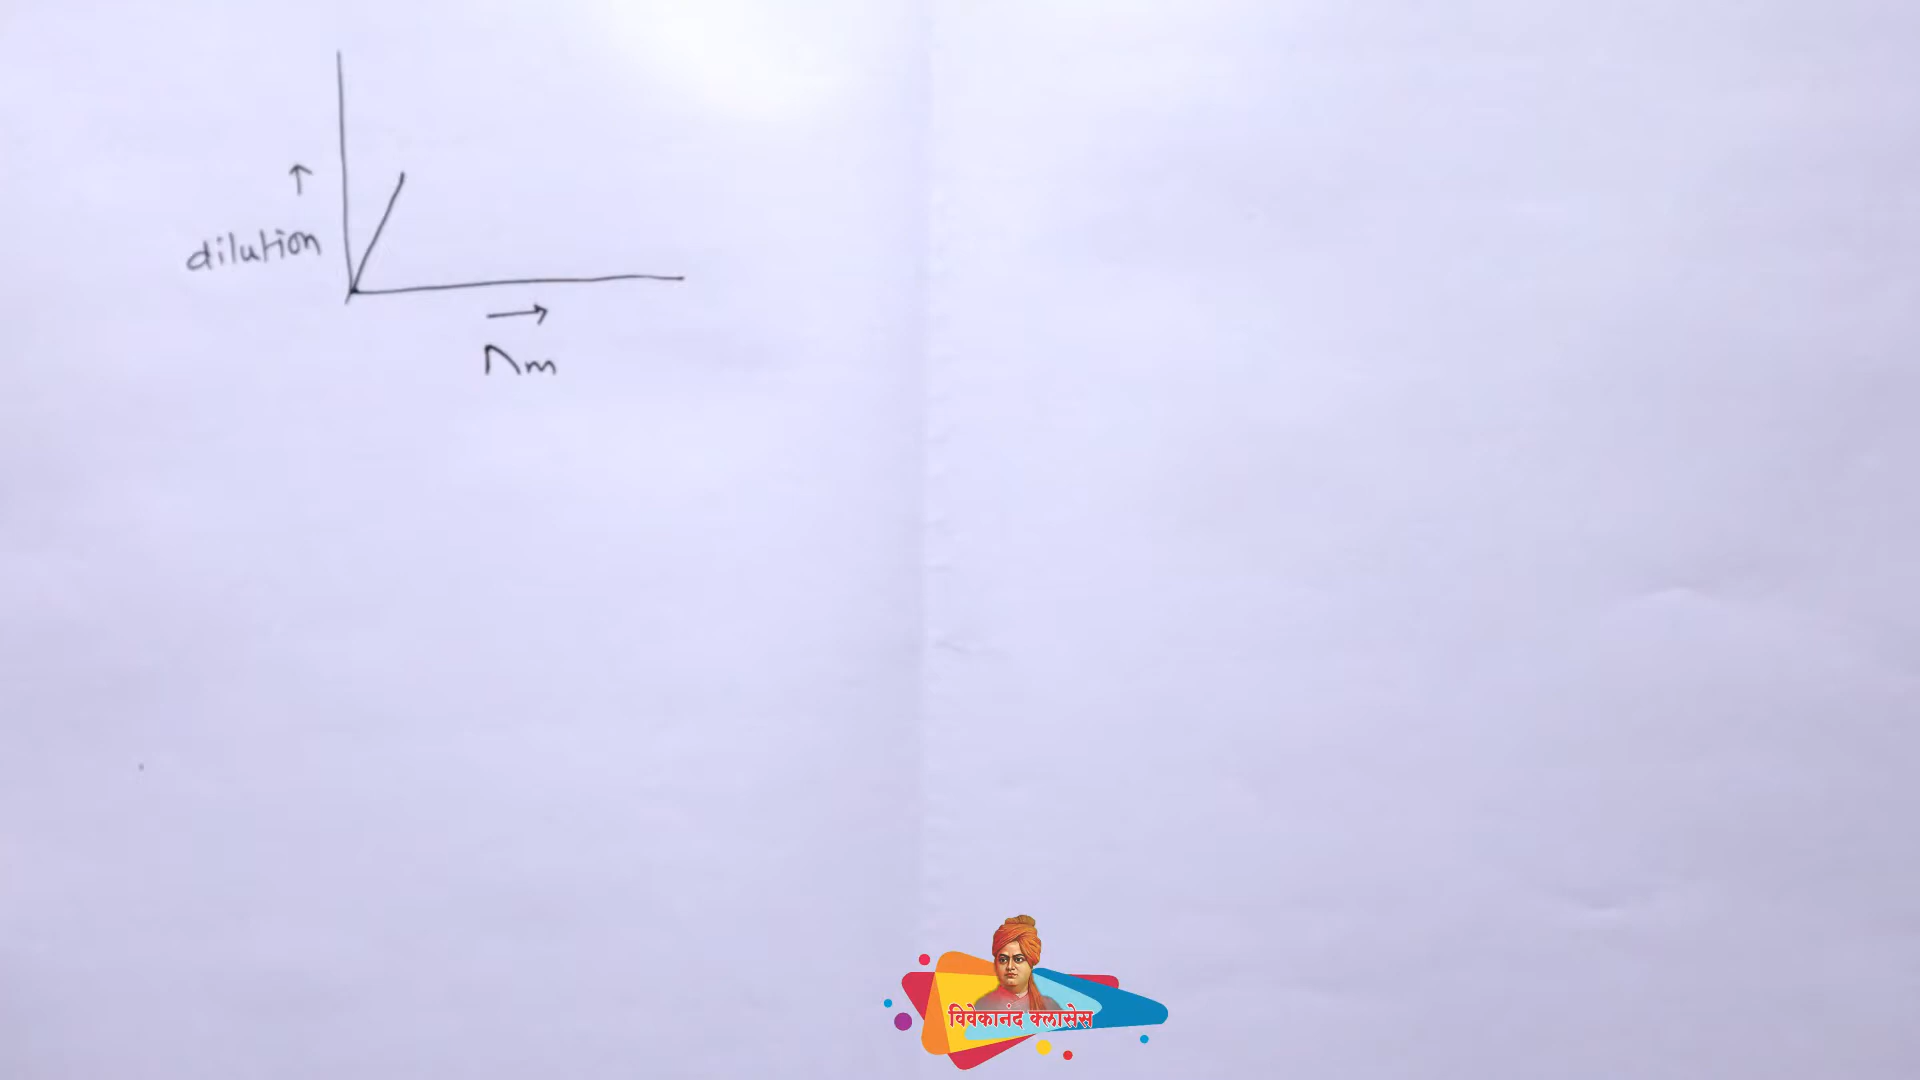 ↑
dilution
→
Λm
विवेकानंद क्लासेस